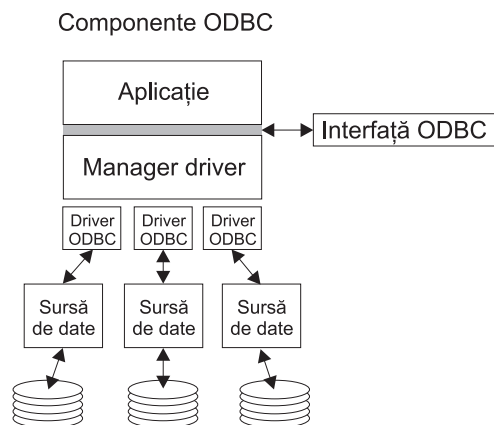 Componente ODBC
Aplicație
Interfață ODBC
Manager driver
Driver
ODBC
Driver
ODBC
Driver
ODBC
Sursă
de date
Sursă
de date
Sursă
de date